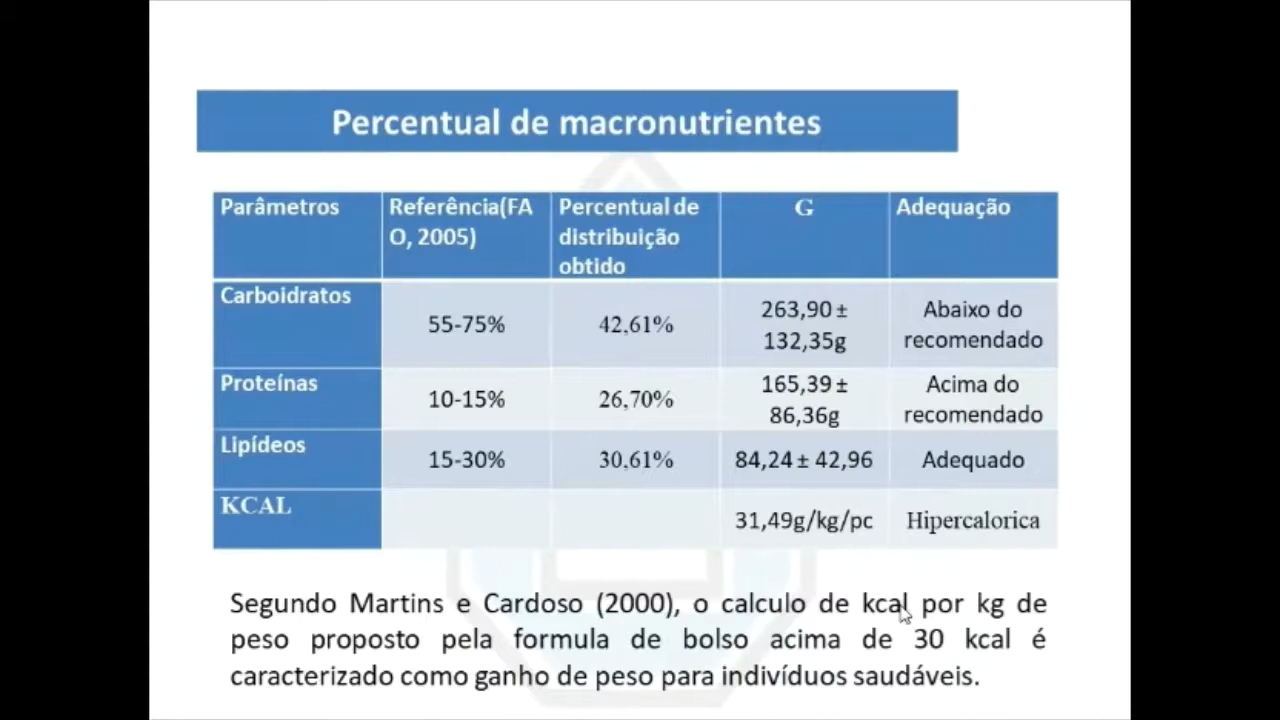 Percentual de macronutrientes
Parâmetros
Referência(FA
O, 2005)
Percentual de
distribuição
obtido
G
Adequação
Carboidratos
55-75%
42,61%
263,90 ±
132,35g
Abaixo do
recomendado
Proteínas
10-15%
26,70%
165,39 ±
86,36g
Acima do
recomendado
Lipídeos
15-30%
30,61%
84,24 ± 42,96
Adequado
KCAL
31,49g/kg/pc
Hipercalorica
Segundo Martins e Cardoso (2000), o calculo de kcal por kg de
peso proposto pela formula de bolso acima de 30 kcal é
caracterizado como ganho de peso para indivíduos saudáveis.